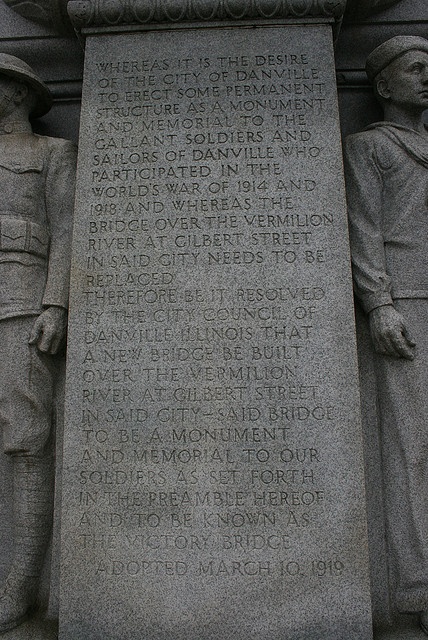 WHEREAS IT IS THE DESIRE
OF THE CITY OF DANVILLE
TO ERECT SOME PERMANENT
STRUCTURE AS A MONUMENT
AND MEMORIAL TO THE
GALLANT SOLDIERS AND
SAILORS OF DANVILLE WHO
PARTICIPATED IN THE
WORLD'S WAR OF 1914 AND
1918 AND WHEREAS THE
BRIDGE OVER THE VERMILION
RIVER AT GILBERT STREET
IN SAID CITY NEEDS TO BE
REPLACED
THEREFORE BE IT RESOLVED
BY THE CITY COUNCIL OF
DANVILLE ILLINOIS THAT
A NEW BRIDGE BE BUILT
OVER THE VERMILION
RIVER AT GILBERT STREET
IN SAID CITY-SAID BRIDGE
TO BE A MONUMENT
AND MEMORIAL TO OUR
SOLDIERS AS SET FORTH
IN THE PREAMBLE HEREOF
AND TO BE KNOWN AS
THE VICTORY BRIDGE
ADOPTED MARCH 10, 1919